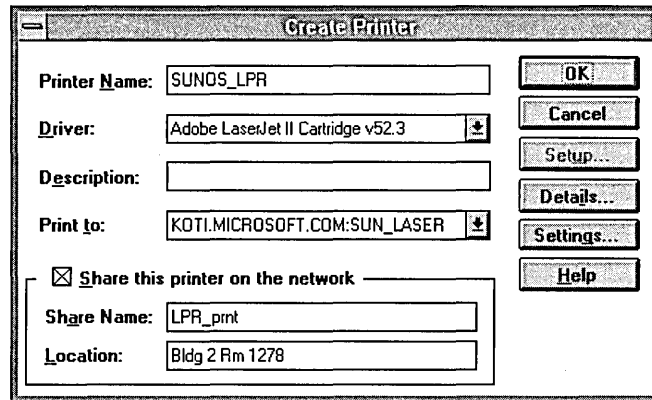 Create Printer
Printer Name: SUNOS_LPR
OK
Driver: Adobe LaserJet II Cartridge v52.3
Cancel
Setup...
Description:
Details...
Print to: KOTI.MICROSOFT.COM:SUN_LASER
Settings...
Share this printer on the network
Help
Share Name: LPR_prnt
Location: Bldg 2 Rm 1278